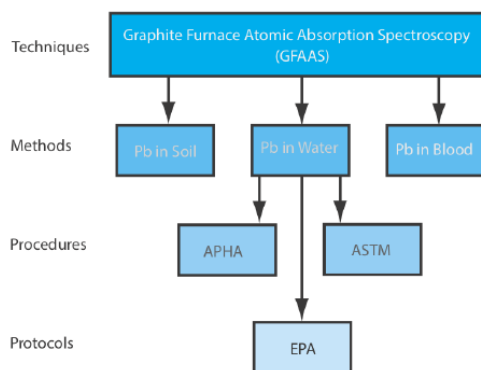 Techniques
Graphite Furnace Atomic Absorption Spectroscopy
(GFAAS)
Methods
Pb in Soil
Pb in Water
Pb in Blood
Procedures
APHA
ASTM
Protocols
EPA